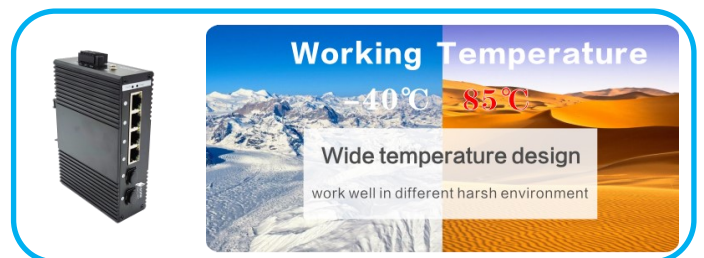 Working Temperature
-40℃ 85℃
Wide temperature design
work well in different harsh environment